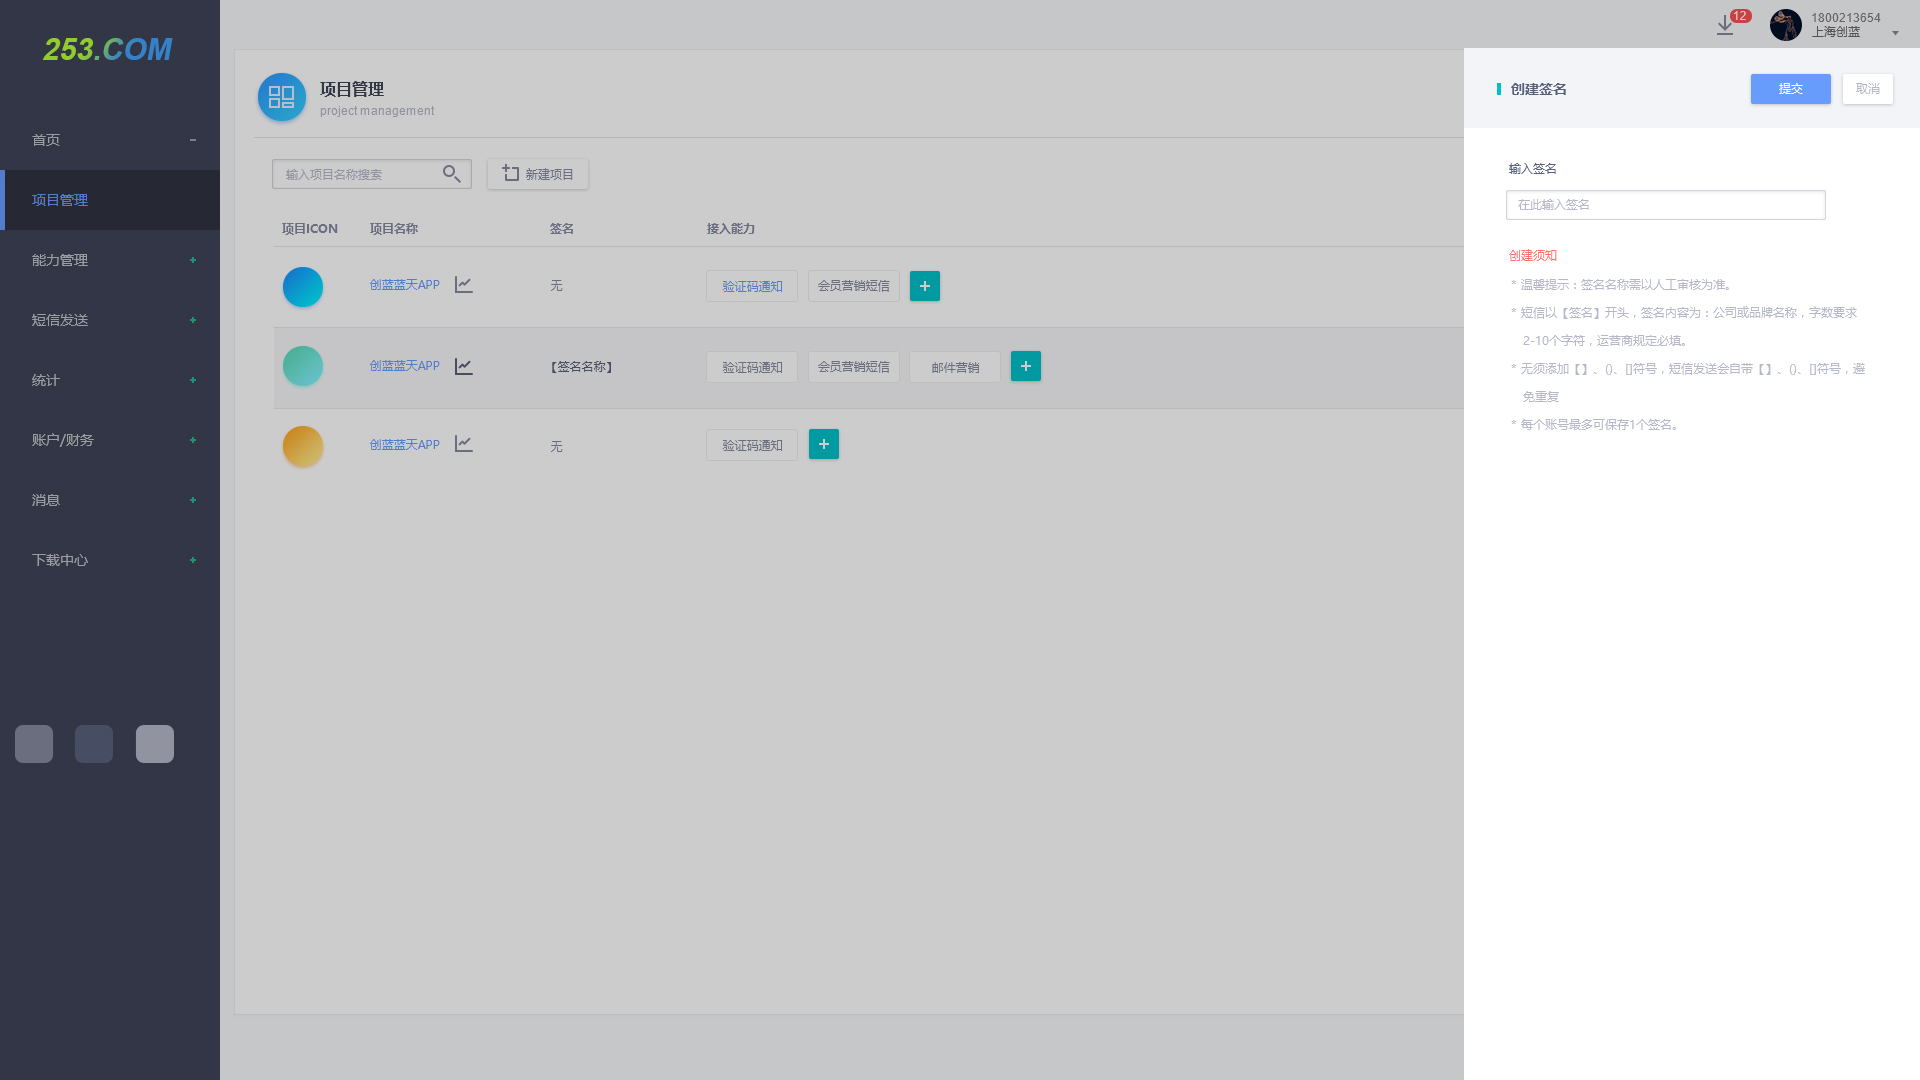 253.COM
首页
项目管理
能力管理
短信发送
统计
账户/财务
消息
下载中心
12
1800213654
上海创蓝
项目管理
project management
输入项目名称搜索
新建项目
项目ICON 项目名称 签名 接入能力
创蓝蓝天APP 无 验证码通知 会员营销短信 +
创蓝蓝天APP 【签名名称】 验证码通知 会员营销短信 邮件营销 +
创蓝蓝天APP 无 验证码通知 +
创建签名
提交
取消
输入签名
在此输入签名
创建须知
* 温馨提示：签名名称需以人工审核为准。
* 短信以【签名】开头，签名内容为：公司或品牌名称，字数要求
2-10个字符，运营商规定必填。
* 无须添加【】、()、[]符号，短信发送会自带【】、()、[]符号，避
免重复
* 每个账号最多可保存1个签名。